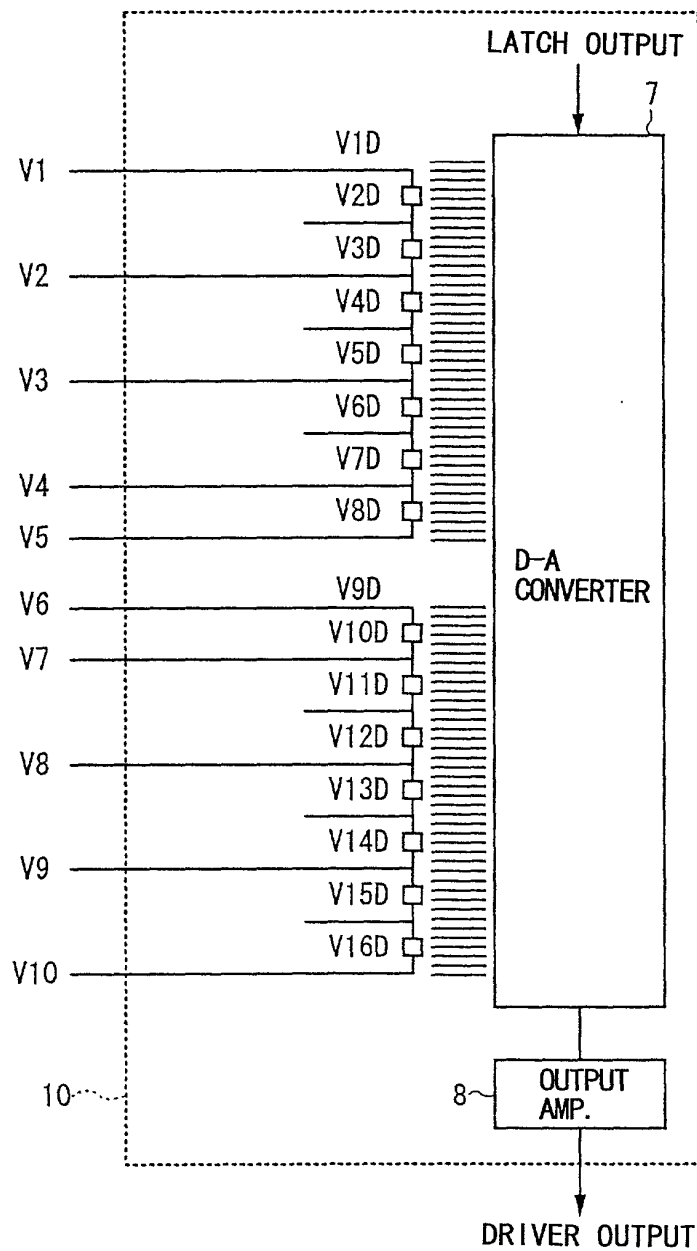 LATCH OUTPUT
7
V1D
V1
V2D
V3D
V2
V4D
V5D
V3
V6D
V7D
V4
V8D
V5
D-A
CONVERTER
V9D
V6
V10D
V7
V11D
V12D
V8
V13D
V14D
V9
V15D
V16D
V10
10
8
OUTPUT
AMP.
DRIVER OUTPUT